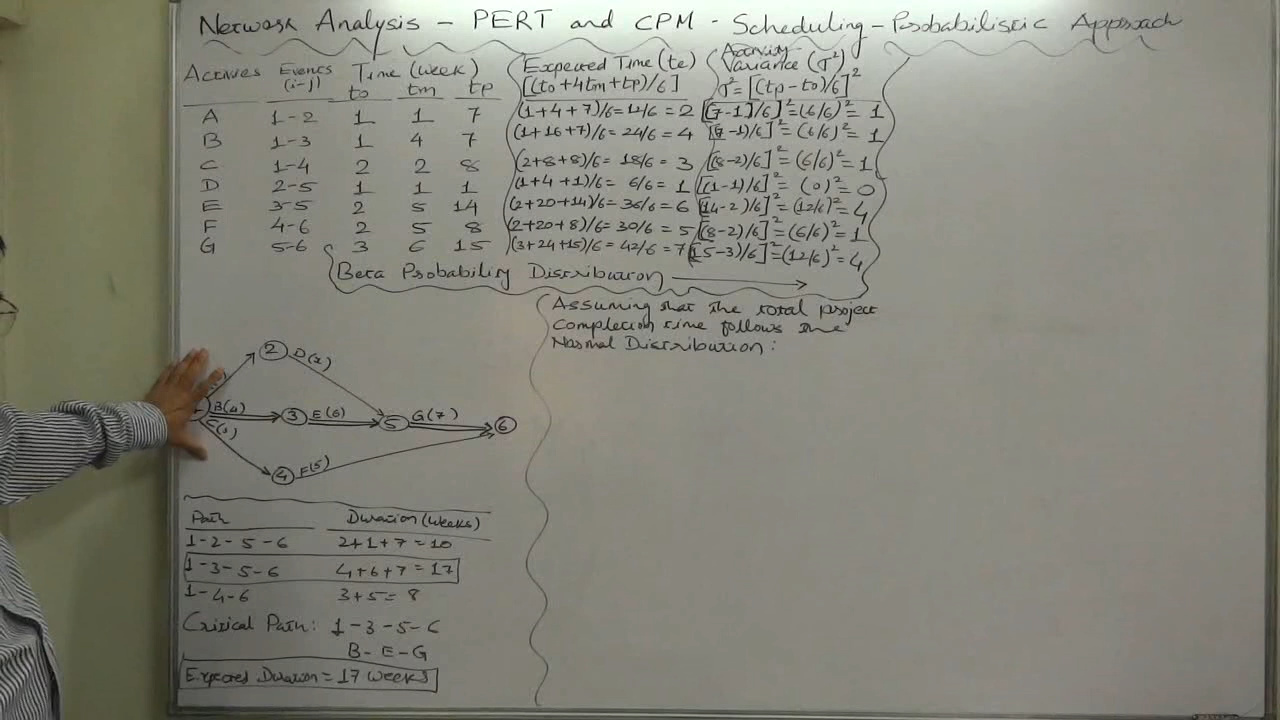 Network Analysis - PERT and CPM - Scheduling - Probabilistic Approach
Activies Events (i-j) Time (week) Expected Time (te) Activity Variance (σ²)
to tm tp [(to+4tm+tp)/6] σ²=[(tp-to)/6]²
A 1-2 1 1 7 (1+4+7)/6=12/6=2 [(7-1)/6]²=(6/6)²=1
B 1-3 1 4 7 (1+16+7)/6=24/6=4 [(7-1)/6]²=(6/6)²=1
C 1-4 2 2 8 (2+8+8)/6=18/6=3 [(8-2)/6]²=(6/6)²=1
D 2-5 1 1 1 (1+4+1)/6=6/6=1 [(1-1)/6]²=(0)²=0
E 3-5 2 5 14 (2+20+14)/6=36/6=6 [14-2)/6]²=(12/6)²=4
F 4-6 2 5 8 (2+20+8)/6=30/6=5 [(8-2)/6]²=(6/6)²=1
G 5-6 3 6 15 (3+24+15)/6=42/6=7 [15-3)/6]²=(12/6)²=4
Beta Probability Distribution
Assuming that the total project
Completion time follows the
Normal Distribution:
2 D(1)
B(4) 3 E(6) 5 G(7) 6
C(3)
4 F(5)
Path Duration (weeks)
1-2-5-6 2+1+7=10
1-3-5-6 4+6+7=17
1-4-6 3+5=8
Critical Path: 1-3-5-6
B-E-G
Expected Duration = 17 weeks